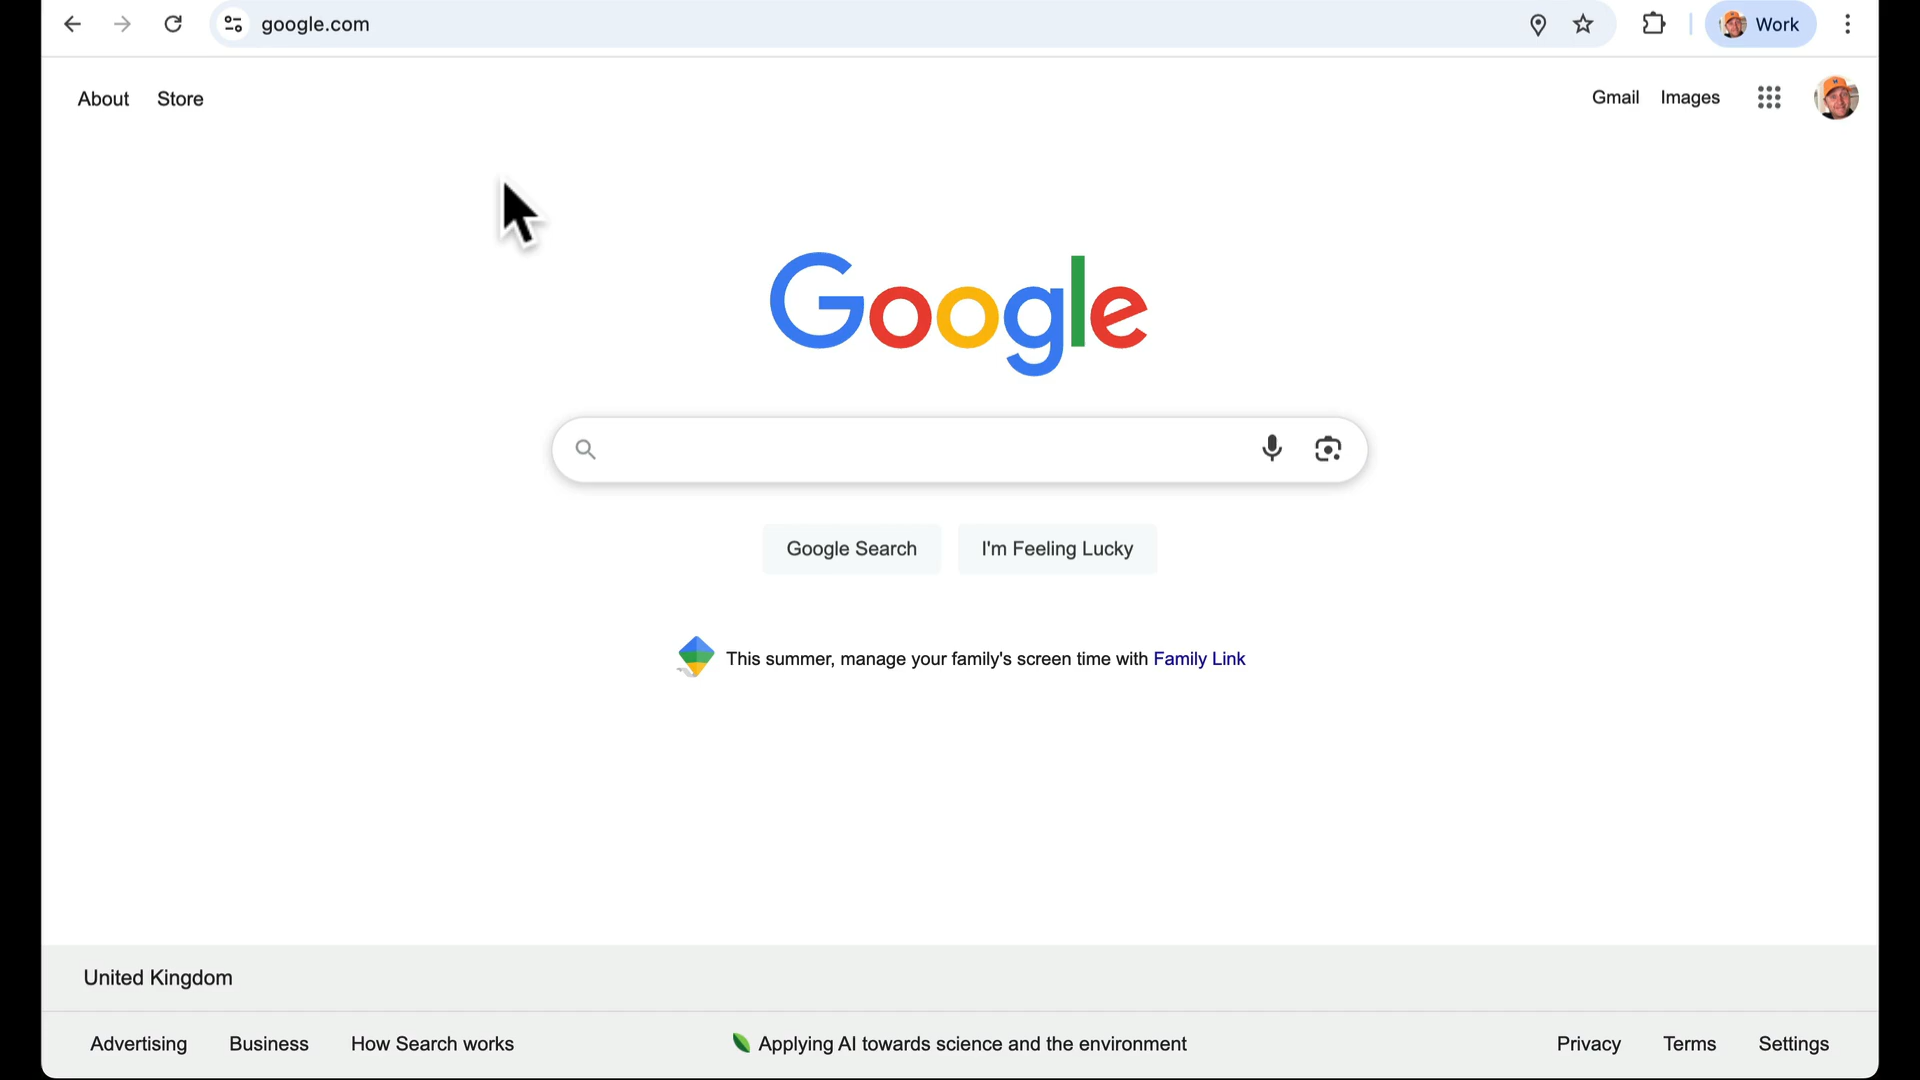 google.com
Work
About Store
Gmail Images
Google
Google Search I'm Feeling Lucky
This summer, manage your family's screen time with Family Link
United Kingdom
Advertising Business How Search works
Applying AI towards science and the environment
Privacy Terms Settings